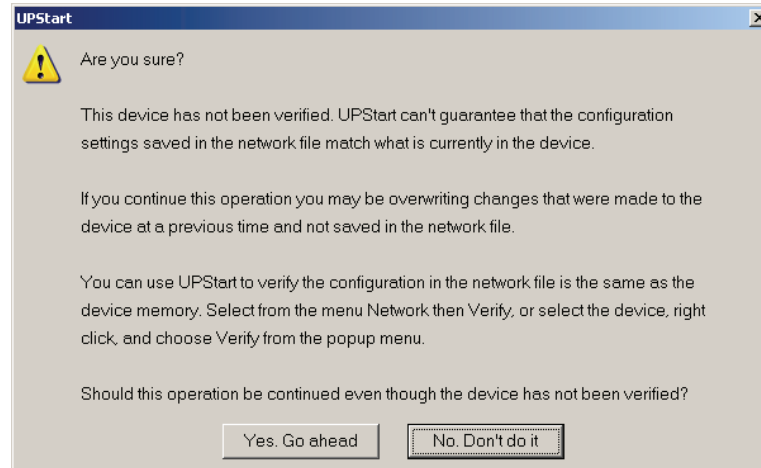 UPStart
Are you sure?
This device has not been verified. UPStart can't guarantee that the configuration
settings saved in the network file match what is currently in the device.
If you continue this operation you may be overwriting changes that were made to the
device at a previous time and not saved in the network file.
You can use UPStart to verify the configuration in the network file is the same as the
device memory. Select from the menu Network then Verify, or select the device, right
click, and choose Verify from the popup menu.
Should this operation be continued even though the device has not been verified?
Yes. Go ahead
No. Don't do it